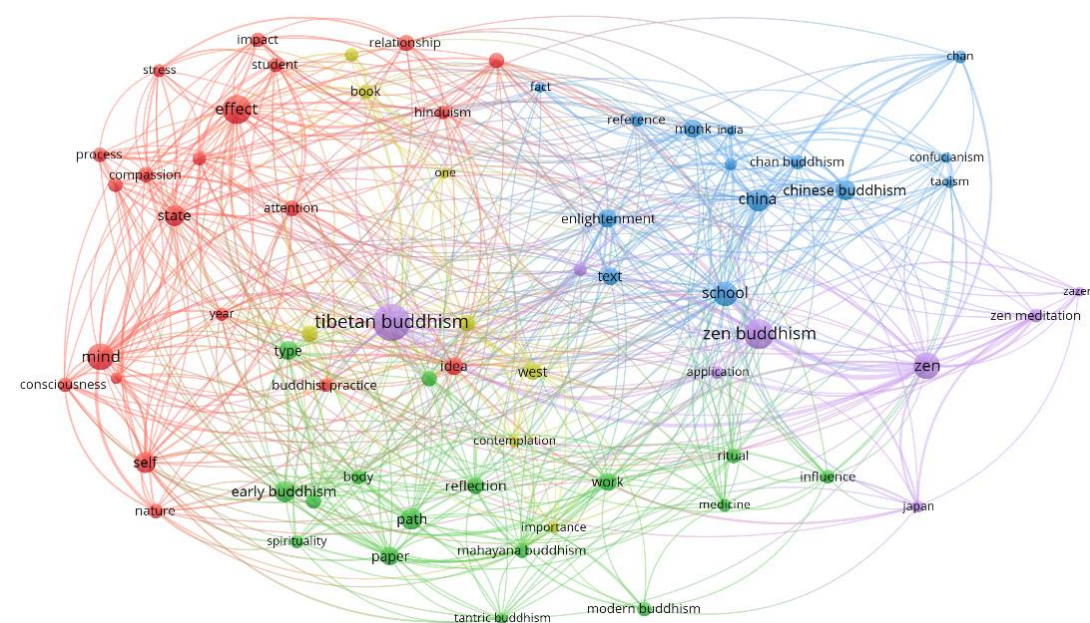 impact
relationship
chan
stress
student
book
fact
effect
hinduism
reference
monk
india
process
compassion
one
chan buddhism
confucianism
taoism
chinese buddhism
china
state
attention
enlightenment
text
school
zazen
zen meditation
year
tibetan buddhism
zen buddhism
type
mind
idea
west
application
zen
consciousness
buddhist practice
contemplation
self
ritual
body
reflection
work
influence
early buddhism
nature
medicine
japan
path
importance
spirituality
paper
mahayana buddhism
tantric buddhism
modern buddhism